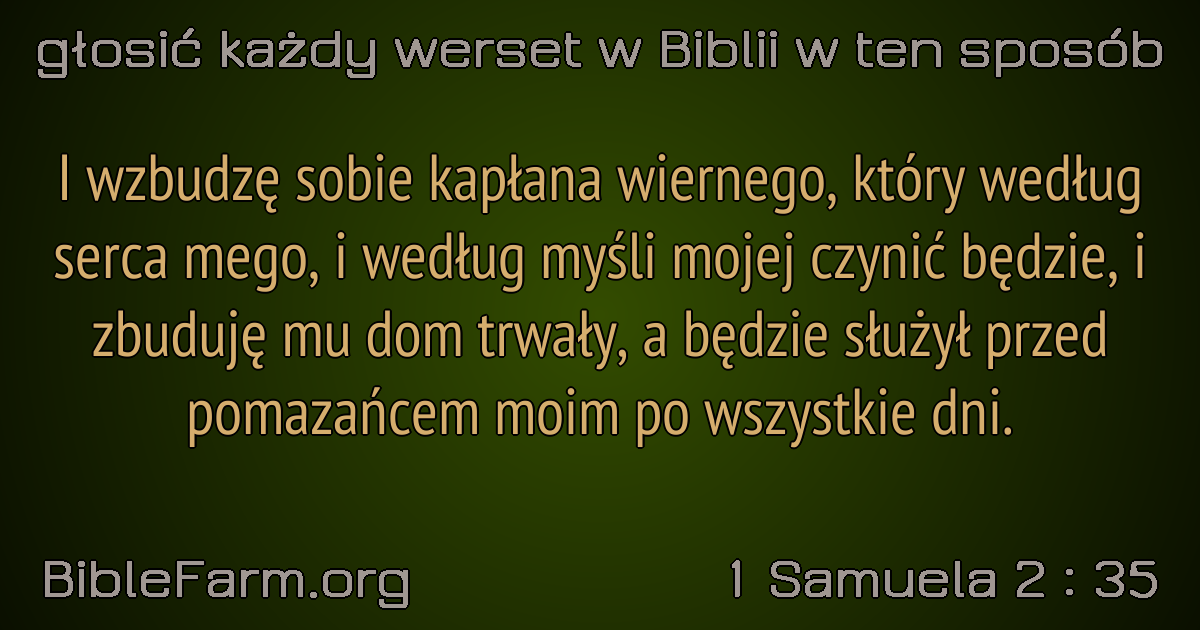 głosić każdy werset w Biblii w ten sposób
I wzbudzę sobie kapłana wiernego, który według
serca mego, i według myśli mojej czynić będzie, i
zbuduję mu dom trwały, a będzie służył przed
pomazańcem moim po wszystkie dni.
BibleFarm.org
1 Samuela 2 : 35